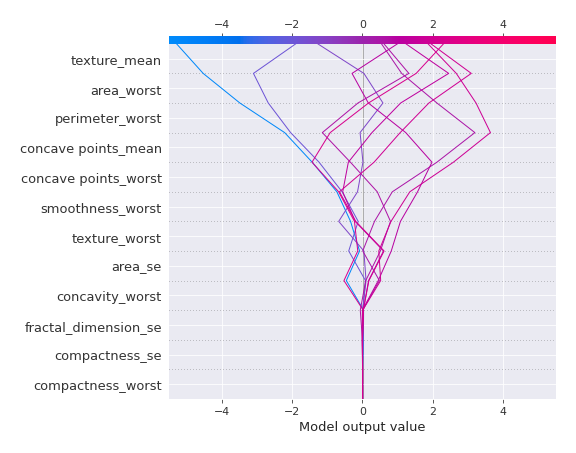 −4 −2 0 2 4
texture_mean
area_worst
perimeter_worst
concave points_mean
concave points_worst
smoothness_worst
texture_worst
area_se
concavity_worst
fractal_dimension_se
compactness_se
compactness_worst
−4 −2 0 2 4
Model output value